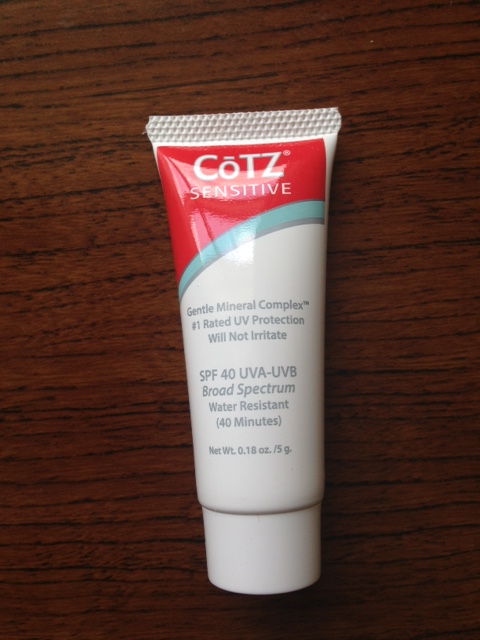 CōTZ®
SENSITIVE
Gentle Mineral Complex™
#1 Rated UV Protection
Will Not Irritate
SPF 40 UVA-UVB
Broad Spectrum
Water Resistant
(40 Minutes)
Net Wt. 0.18 oz. /5 g.